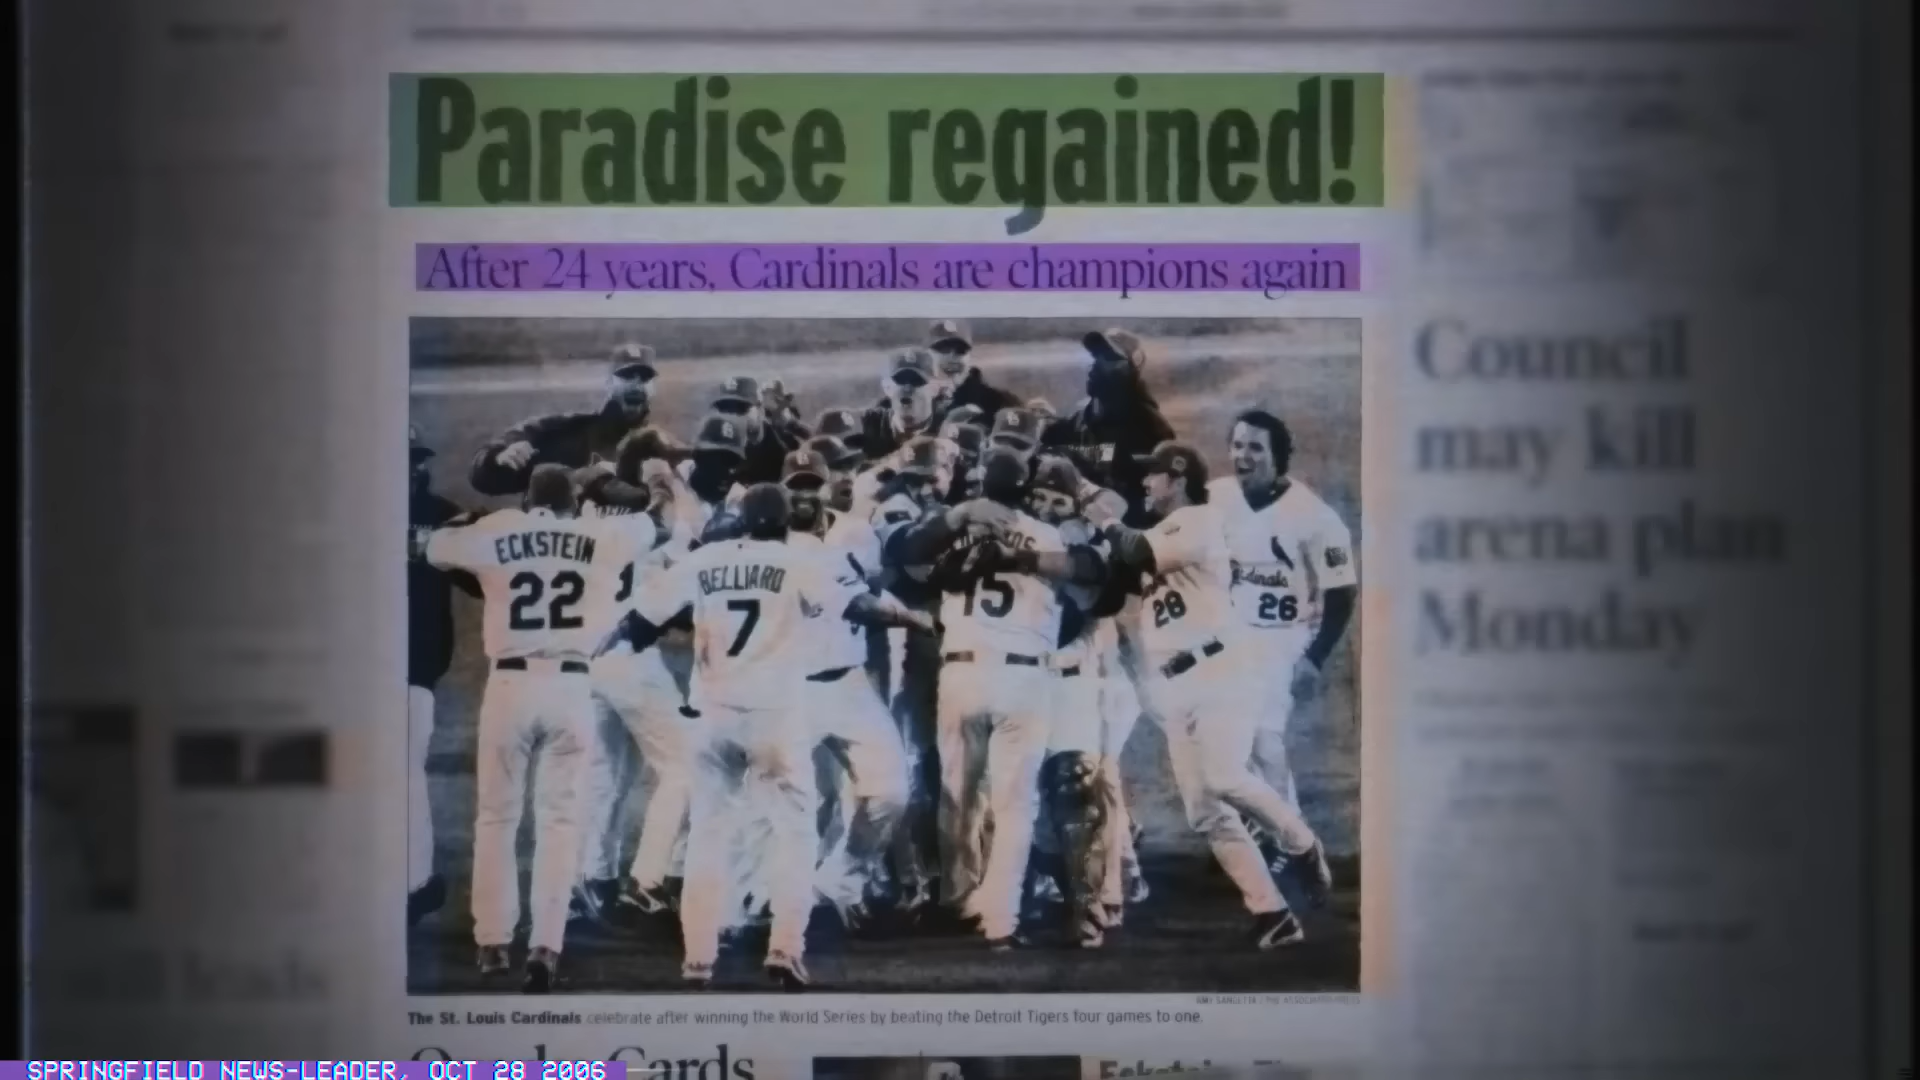 Paradise regained!
After 24 years, Cardinals are champions again
Council
may kill
arena plan
Monday
ECKSTEIN
22
BELLIARD
7
15
28
Cardinals
26
The St. Louis Cardinals celebrate after winning the World Series by beating the Detroit Tigers four games to one.
Cards
still leads
SPRINGFIELD NEWS-LEADER, OCT 28 2006